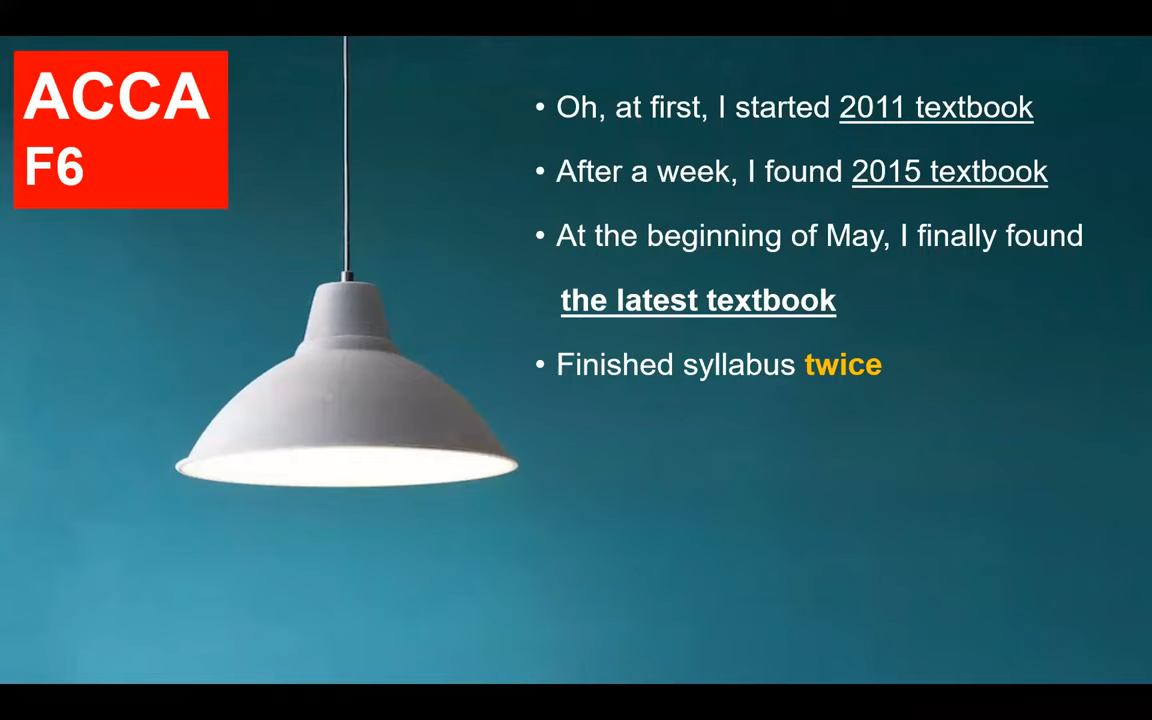 ACCA
F6
• Oh, at first, I started 2011 textbook
• After a week, I found 2015 textbook
• At the beginning of May, I finally found
the latest textbook
• Finished syllabus twice